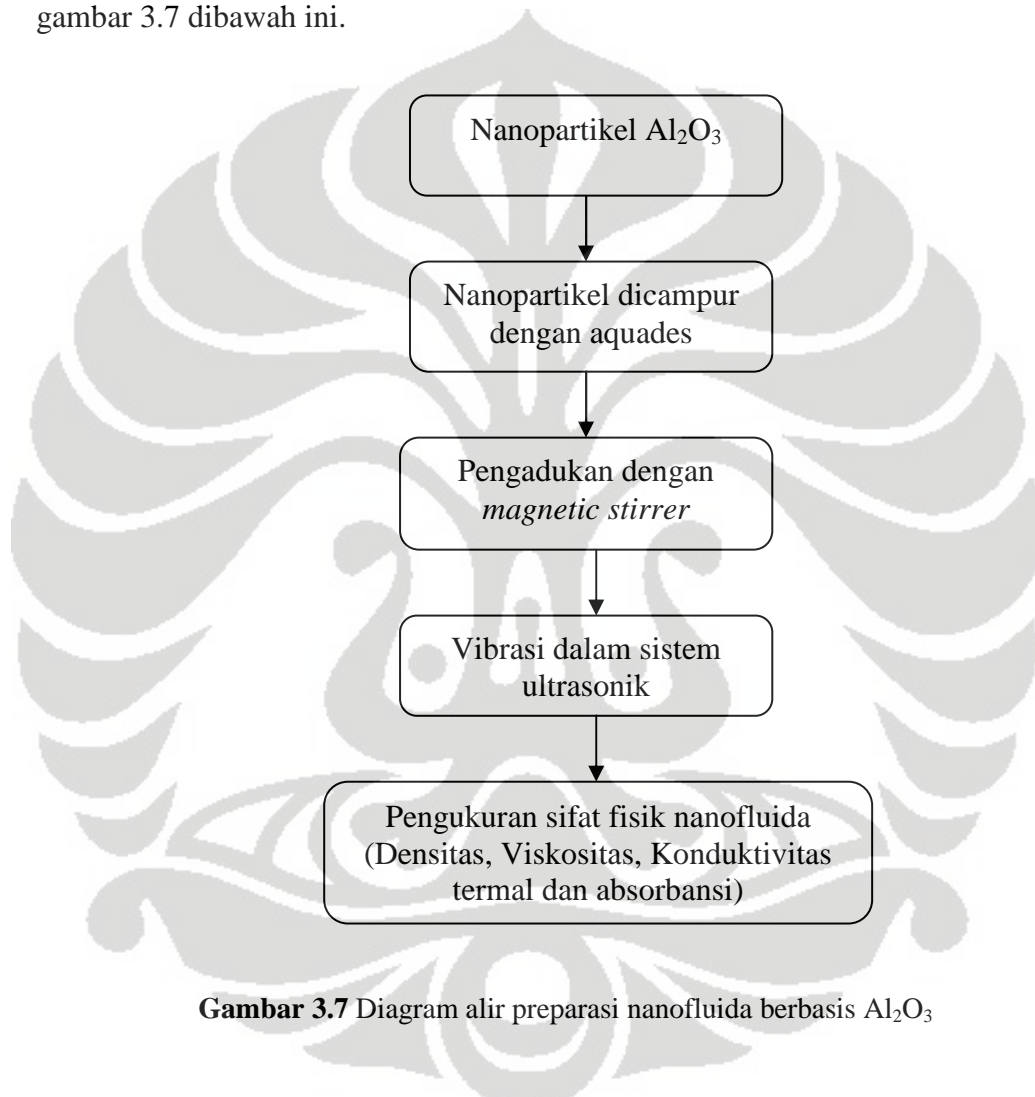 gambar 3.7 dibawah ini.
Nanopartikel Al₂O₃
Nanopartikel dicampur
dengan aquades
Pengadukan dengan
magnetic stirrer
Vibrasi dalam sistem
ultrasonik
Pengukuran sifat fisik nanofluida
(Densitas, Viskositas, Konduktivitas
termal dan absorbansi)
Gambar 3.7 Diagram alir preparasi nanofluida berbasis Al₂O₃